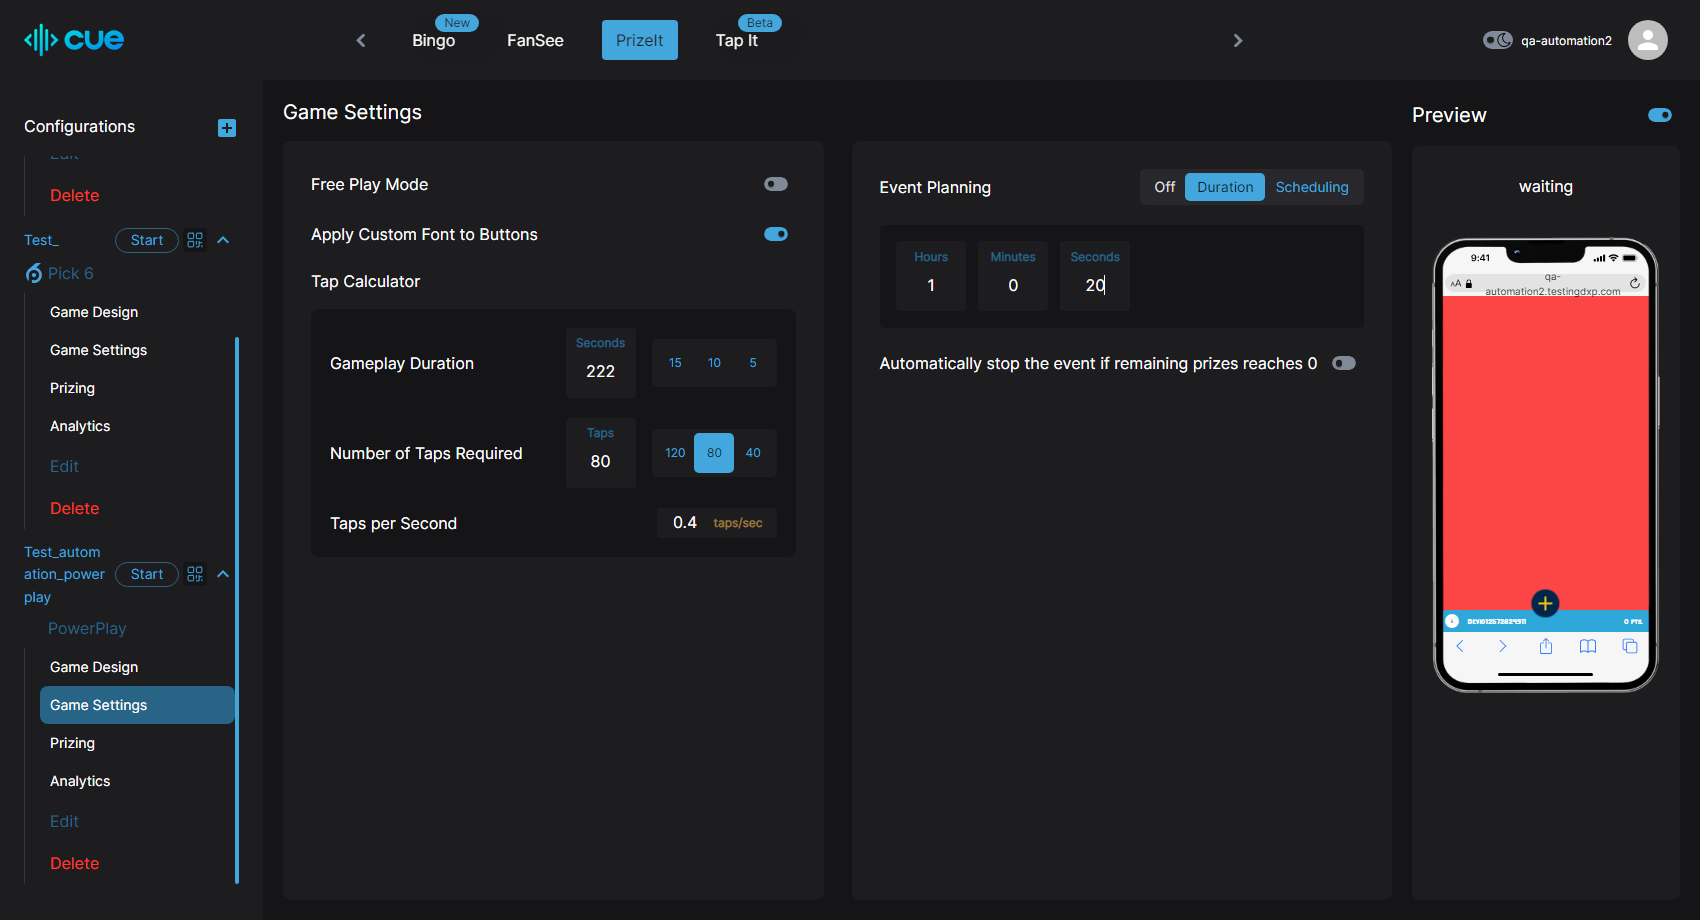 cue
New
Bingo
FanSee
PrizeIt
Beta
Tap It
qa-automation2
Configurations
Delete
Test_
Start
Pick 6
Game Design
Game Settings
Prizing
Analytics
Edit
Delete
Test_autom
ation_power
play
Start
PowerPlay
Game Design
Game Settings
Prizing
Analytics
Edit
Delete
Game Settings
Free Play Mode
Apply Custom Font to Buttons
Tap Calculator
Gameplay Duration
Seconds
222
15 10 5
Number of Taps Required
Taps
80
120 80 40
Taps per Second
0.4 taps/sec
Event Planning
Off Duration Scheduling
Hours
1
Minutes
0
Seconds
20
Automatically stop the event if remaining prizes reaches 0
Preview
waiting
9:41
AA
qa-
automation2.testingdxp.com
0 PTS.